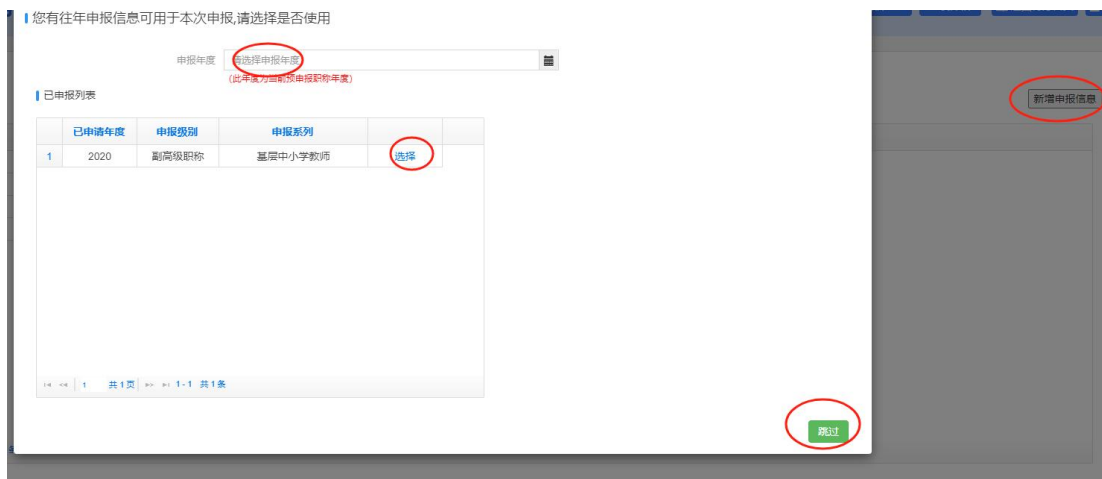 您有往年申报信息可用于本次申报,请选择是否使用
申报年度 请选择申报年度
(此年度为当前预申报职称年度)
已申报列表
新增申报信息
已申请年度 申报级别 申报系列
1 2020 副高级职称 基层中小学教师 选择
1 共1页 1-1 共1条
跳过